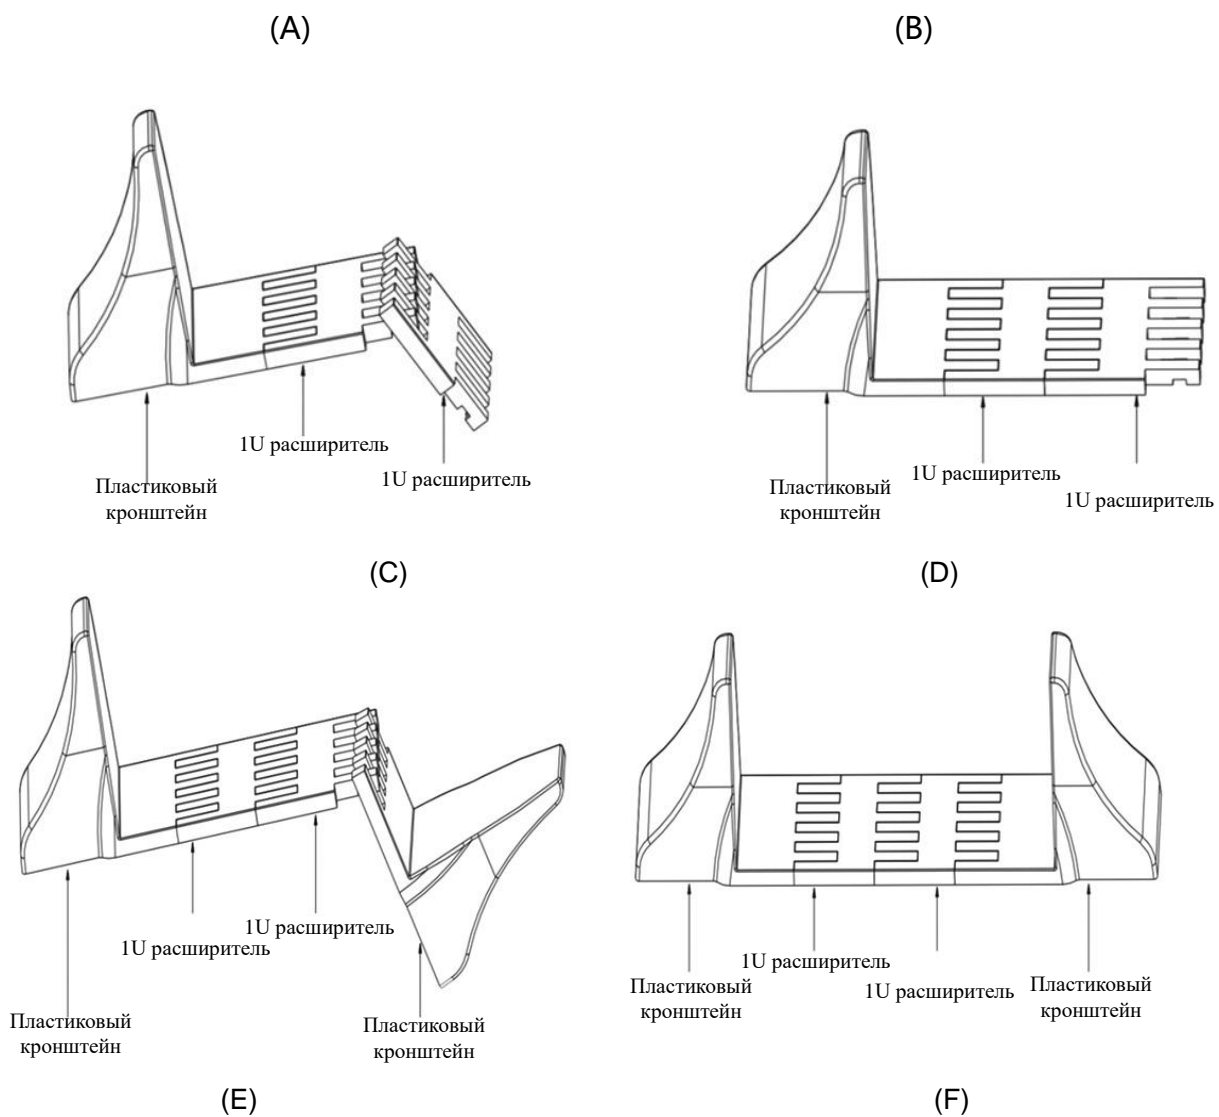 (A)
(B)
1U расширитель
1U расширитель
Пластиковый
кронштейн
1U расширитель
1U расширитель
Пластиковый
кронштейн
(C)
(D)
1U расширитель
1U расширитель
Пластиковый
кронштейн
Пластиковый
кронштейн
1U расширитель
1U расширитель
Пластиковый
кронштейн
Пластиковый
кронштейн
(E)
(F)